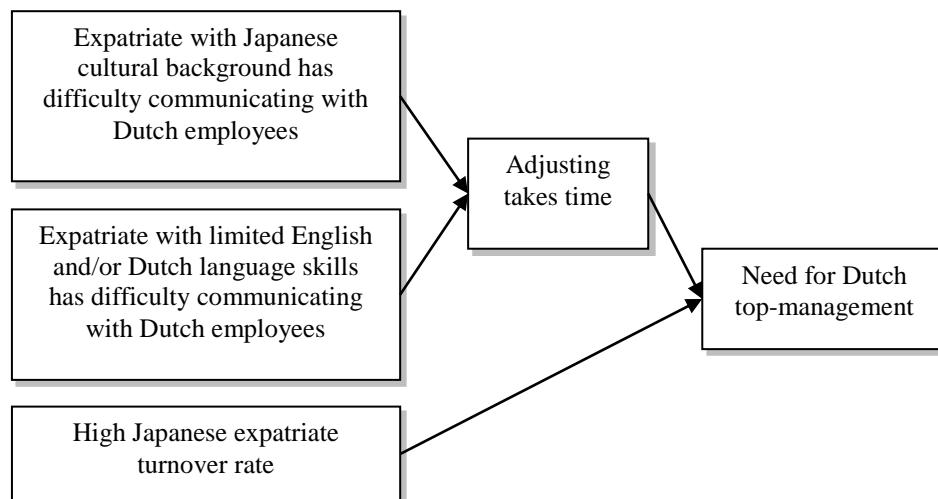 Expatriate with Japanese
cultural background has
difficulty communicating with
Dutch employees
Adjusting
takes time
Expatriate with limited English
and/or Dutch language skills
has difficulty communicating
with Dutch employees
Need for Dutch
top-management
High Japanese expatriate
turnover rate